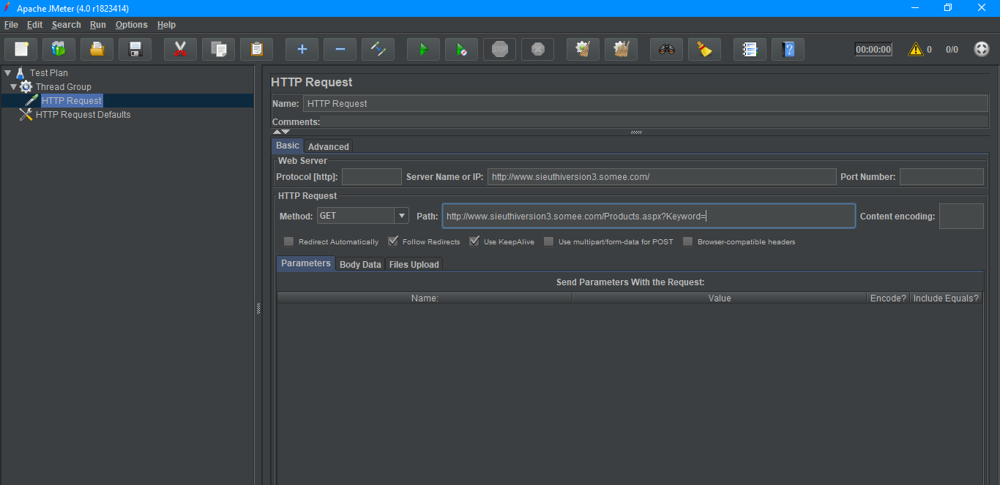 Apache JMeter (4.0 r1823414)
File Edit Search Run Options Help
STOP 00:00:00 0 0/0
Test Plan
Thread Group
HTTP Request
HTTP Request Defaults
HTTP Request
Name: HTTP Request
Comments:
Basic Advanced
Web Server
Protocol [http]: Server Name or IP: http://www.sieuthiversion3.somee.com/ Port Number:
HTTP Request
Method: GET Path: http://www.sieuthiversion3.somee.com/Products.aspx?Keyword= Content encoding:
Redirect Automatically Follow Redirects Use KeepAlive Use multipart/form-data for POST Browser-compatible headers
Parameters Body Data Files Upload
Send Parameters With the Request:
Name: Value Encode? Include Equals?